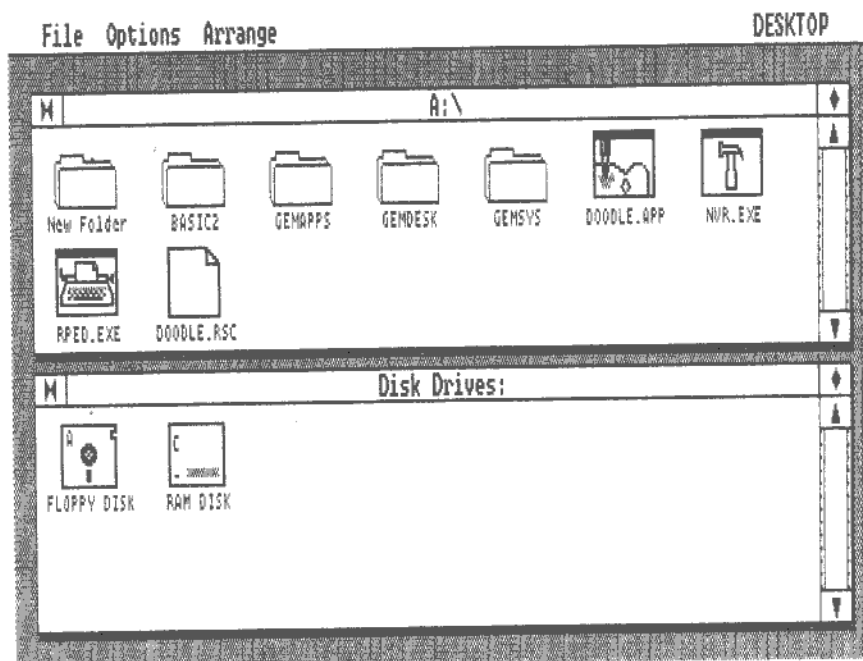 File Options Arrange DESKTOP
A:\
New Folder BASIC2 GEMAPPS GEMDESK GEMSYS DOODLE.APP NVR.EXE
RPED.EXE DOODLE.RSC
Disk Drives:
A C
FLOPPY DISK RAM DISK